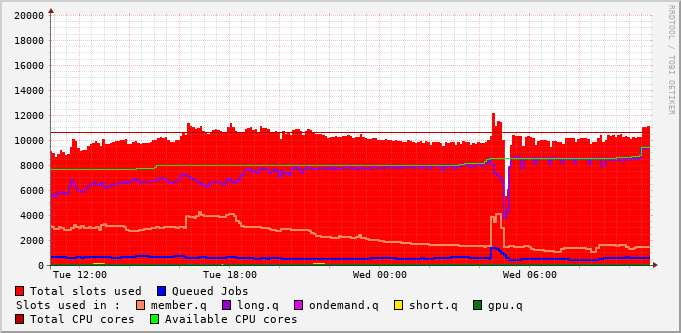 20000
18000
16000
14000
12000
10000
8000
6000
4000
2000
0
Tue 12:00 Tue 18:00 Wed 00:00 Wed 06:00
RRDTOOL / TOBI OETIKER
Total slots used Queued Jobs
Slots used in : member.q long.q ondemand.q short.q gpu.q
Total CPU cores Available CPU cores